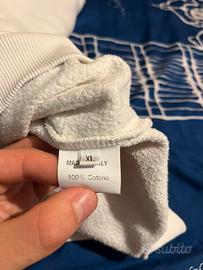 XL
MADE IN ITALY
100% Cotone
subito